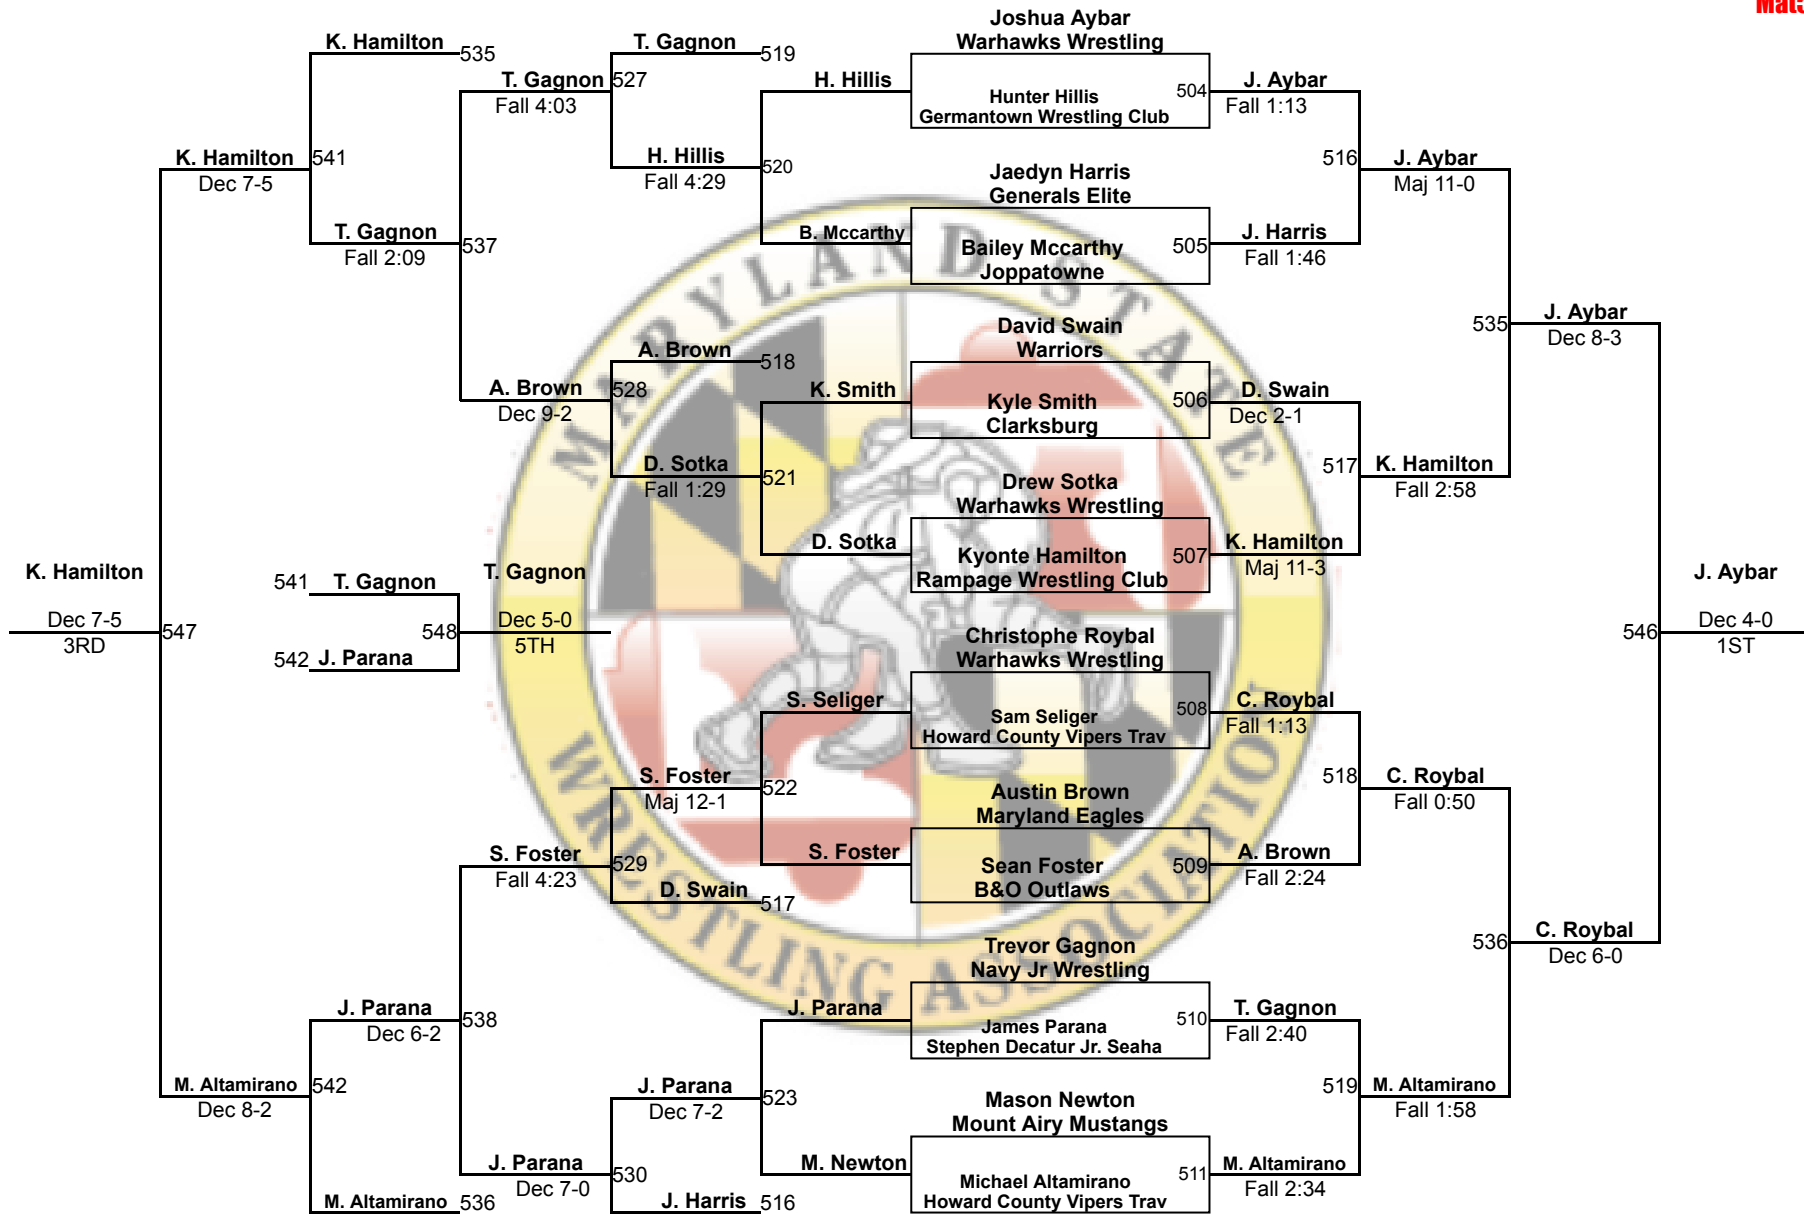 Joshua Aybar
Warhawks Wrestling
K. Hamilton
535
T. Gagnon
519
T. Gagnon
527
Fall 4:03
H. Hillis
Hunter Hillis
Germantown Wrestling Club
504
J. Aybar
Fall 1:13
K. Hamilton
541
Dec 7-5
H. Hillis
520
Fall 4:29
Jaedyn Harris
Generals Elite
516
J. Aybar
Maj 11-0
T. Gagnon
537
Fall 2:09
B. Mccarthy
Bailey Mccarthy
Joppatowne
505
J. Harris
Fall 1:46
David Swain
Warriors
535
J. Aybar
Dec 8-3
A. Brown
518
A. Brown
528
Dec 9-2
K. Smith
Kyle Smith
Clarksburg
506
D. Swain
Dec 2-1
D. Sotka
521
Fall 1:29
Drew Sotka
Warhawks Wrestling
517
K. Hamilton
Fall 2:58
D. Sotka
Kyonte Hamilton
Rampage Wrestling Club
507
K. Hamilton
Maj 11-3
K. Hamilton
Dec 7-5
3RD
547
541
T. Gagnon
542
J. Parana
548
T. Gagnon
Dec 5-0
5TH
Christophe Roybal
Warhawks Wrestling
546
J. Aybar
Dec 4-0
1ST
S. Seliger
Sam Seliger
Howard County Vipers Trav
508
C. Roybal
Fall 1:13
S. Foster
522
Maj 12-1
Austin Brown
Maryland Eagles
518
C. Roybal
Fall 0:50
S. Foster
529
Fall 4:23
D. Swain
517
S. Foster
Sean Foster
B&O Outlaws
509
A. Brown
Fall 2:24
Trevor Gagnon
Navy Jr Wrestling
536
C. Roybal
Dec 6-0
J. Parana
538
Dec 6-2
J. Parana
James Parana
Stephen Decatur Jr. Seaha
510
T. Gagnon
Fall 2:40
M. Altamirano
542
Dec 8-2
J. Parana
523
Dec 7-2
Mason Newton
Mount Airy Mustangs
519
M. Altamirano
Fall 1:58
J. Parana
530
Dec 7-0
M. Newton
Michael Altamirano
Howard County Vipers Trav
511
M. Altamirano
Fall 2:34
M. Altamirano
536
J. Harris
516
MARYLAND STATE
WRESTLING ASSOCIATION